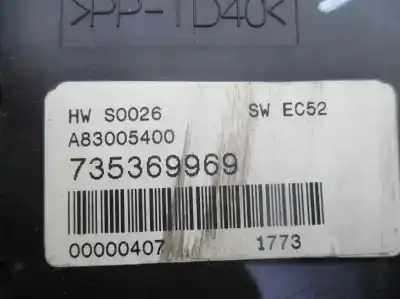 >PP-TD40<
HW S0026 SW EC52
A83005400
735369969
00000407 1773